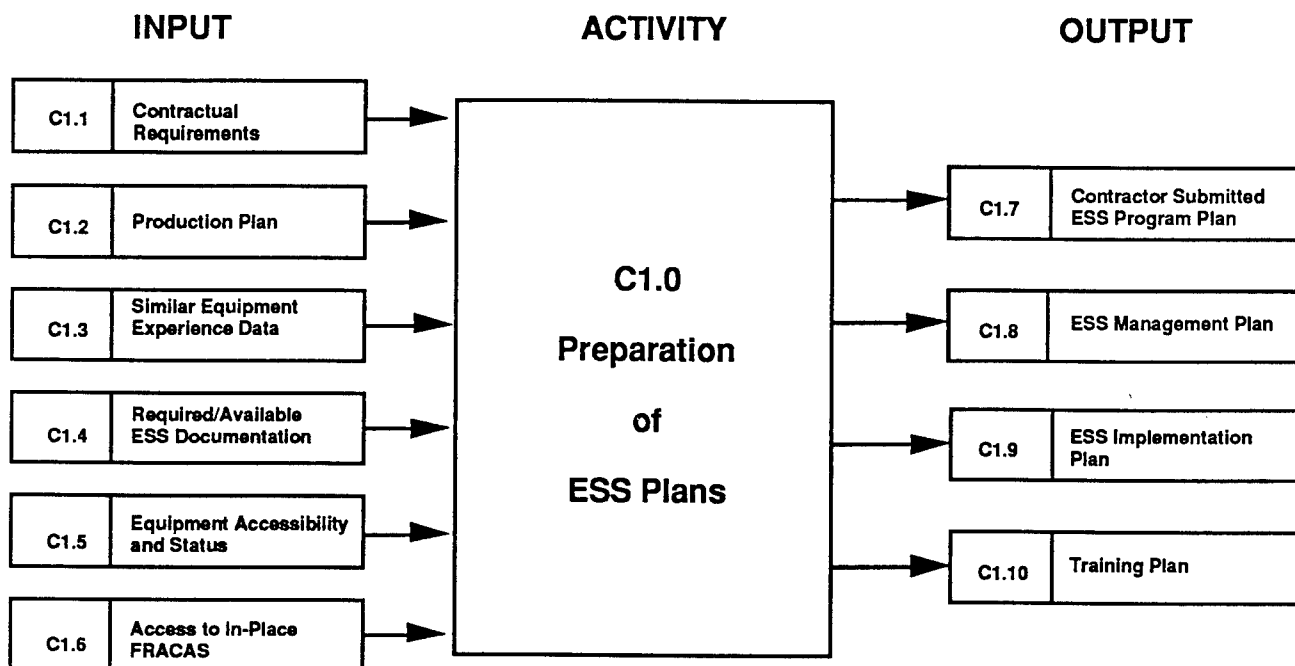 INPUT
ACTIVITY
OUTPUT
C1.1
Contractual
Requirements
C1.2
Production Plan
C1.3
Similar Equipment
Experience Data
C1.4
Required/Available
ESS Documentation
C1.5
Equipment Accessibility
and Status
C1.6
Access to In-Place
FRACAS
C1.0
Preparation
of
ESS Plans
C1.7
Contractor Submitted
ESS Program Plan
C1.8
ESS Management Plan
C1.9
ESS Implementation
Plan
C1.10
Training Plan